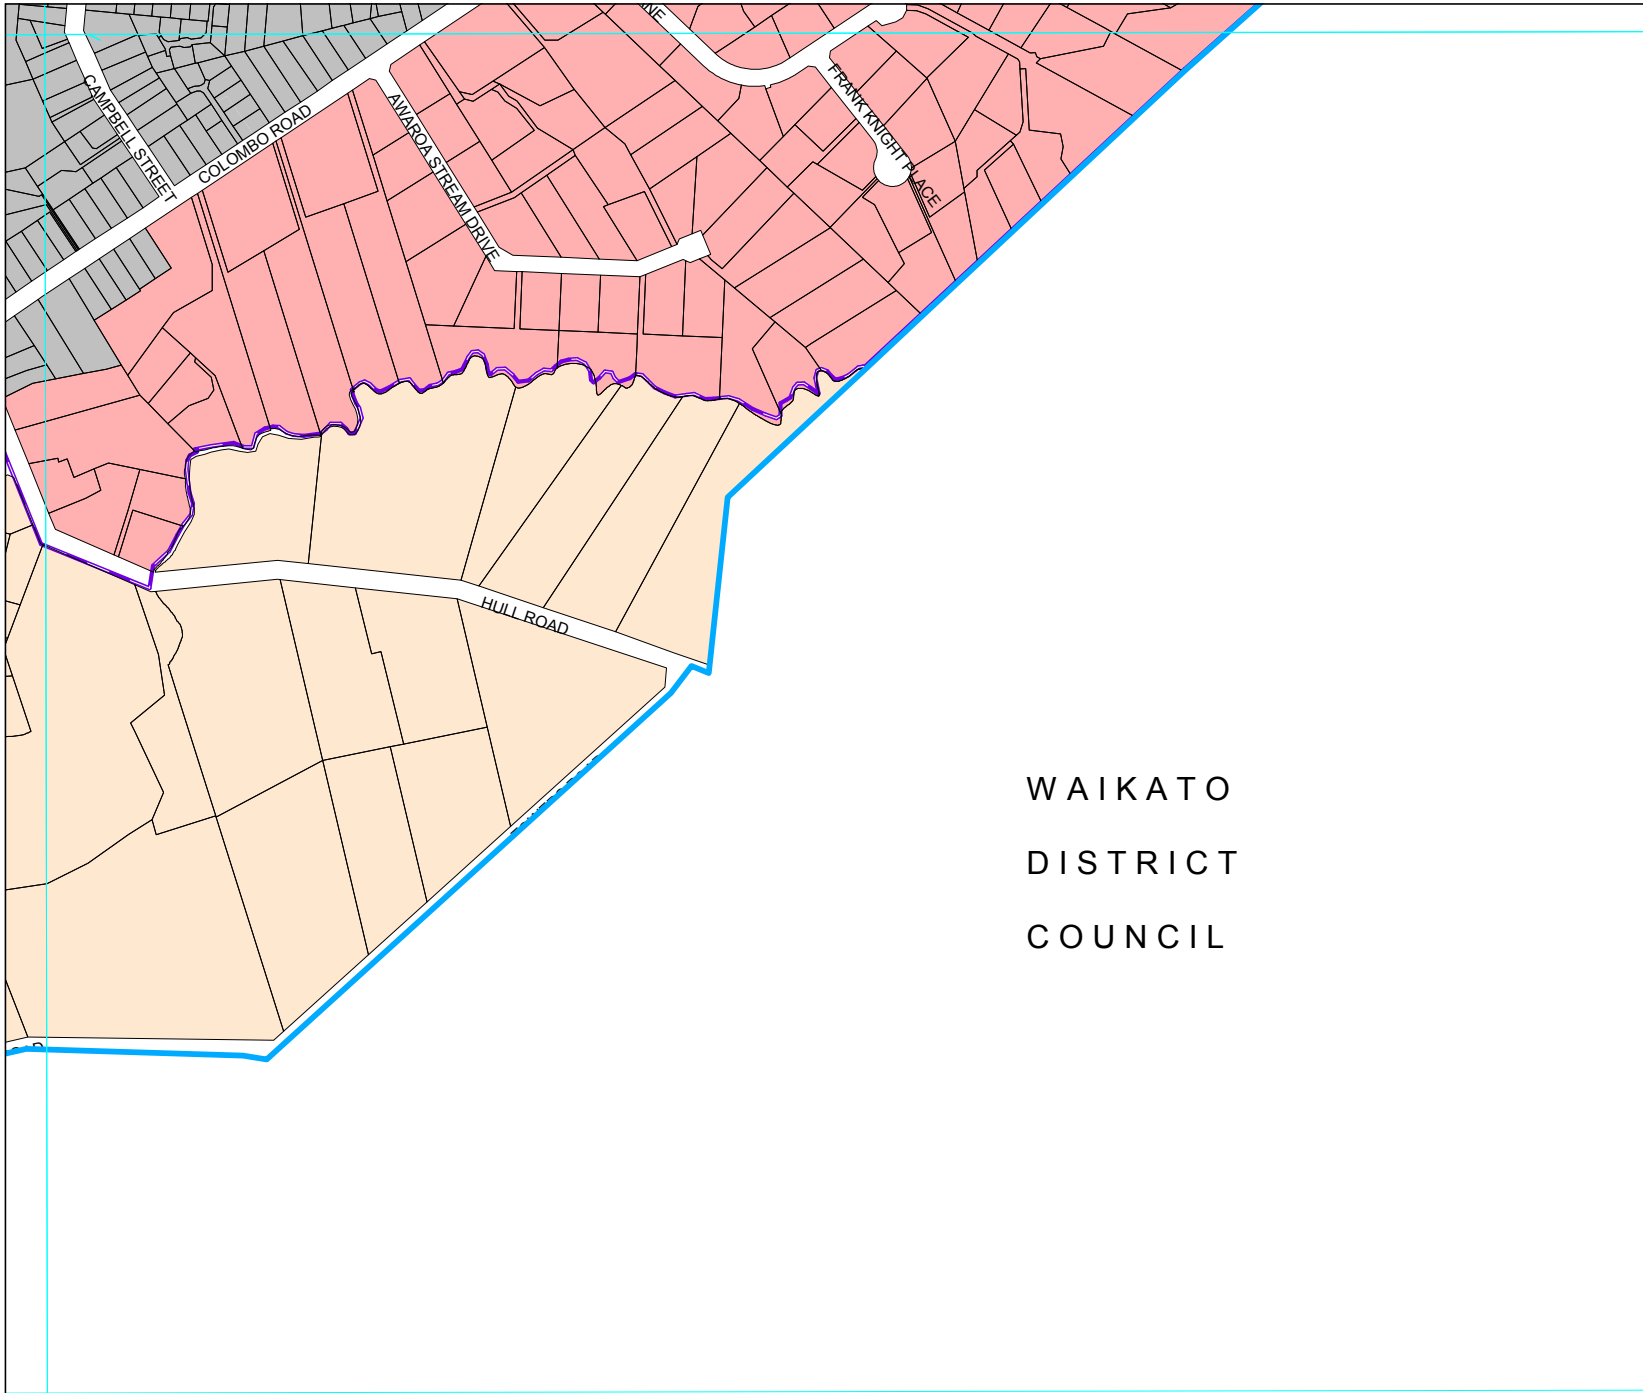 CAMPBELL STREET
COLOMBO ROAD
AWAROA STREAM DRIVE
FRANK KNIGHT PLACE
HULL ROAD
WAIKATO
DISTRICT
COUNCIL